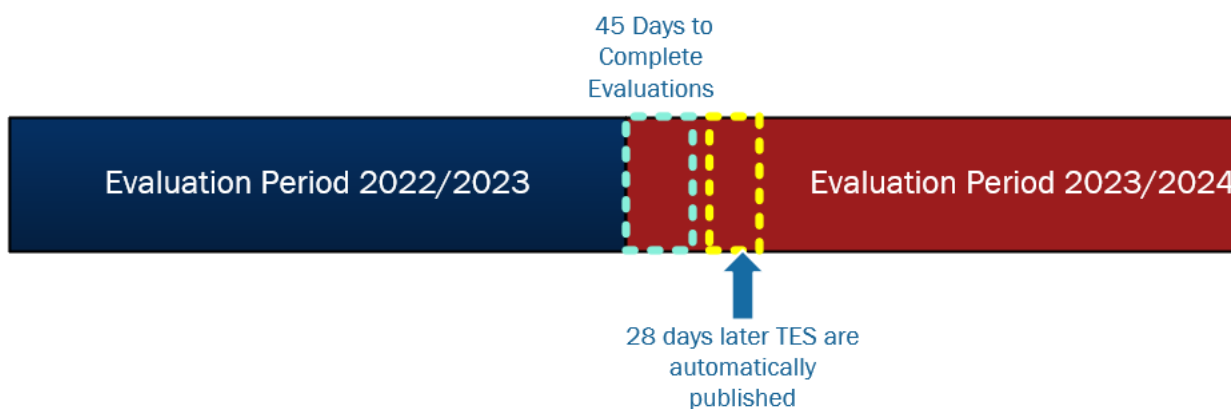 45 Days to
Complete
Evaluations
Evaluation Period 2022/2023
Evaluation Period 2023/2024
28 days later TES are
automatically
published